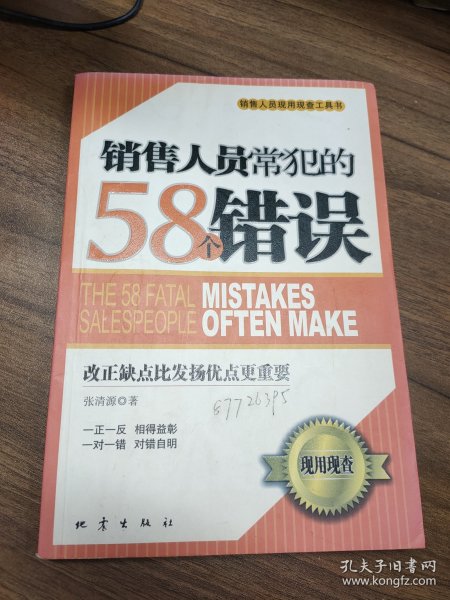 销售人员现用现查工具书
销售人员常犯的
58个错误
THE 58 FATAL MISTAKES
SALESPEOPLE OFTEN MAKE
改正缺点比发扬优点更重要
张清源◎著
87726395
一正一反 相得益彰
一对一错 对错自明
现用现查
地震出版社
孔夫子旧书网
www.kongfz.com